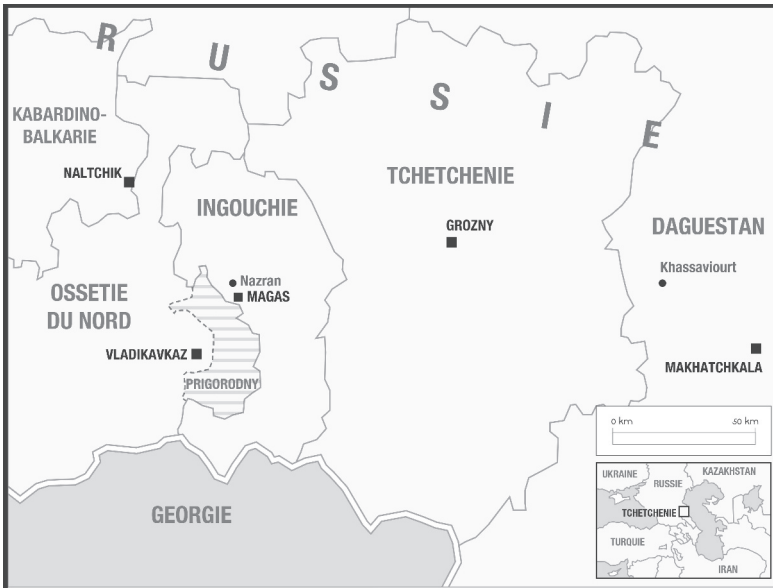 RUSSIE
KABARDINO-
BALKARIE
NALTCHIK
TCHETCHENIE
INGOUCHIE
GROZNY
DAGUESTAN
Khassaviourt
Nazran
MAGAS
OSSETIE
DU NORD
VLADIKAVKAZ
PRIGORODNY
MAKHATCHKALA
GEORGIE
0 km
50 km
UKRAINE
RUSSIE
KAZAKHSTAN
TCHETCHENIE
TURQUIE
IRAN